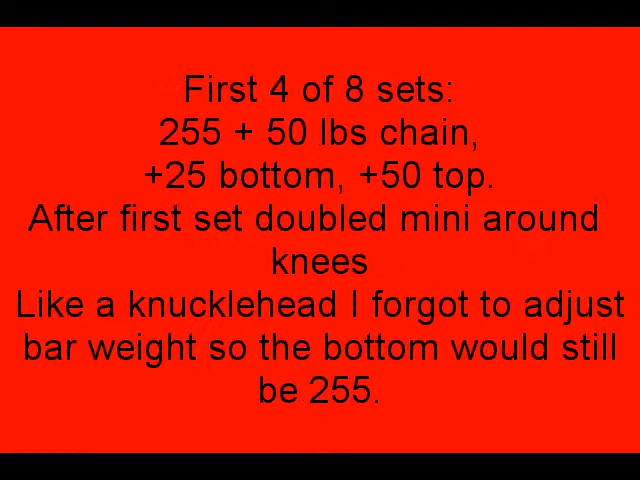 First 4 of 8 sets:
255 + 50 lbs chain,
+25 bottom, +50 top.
After first set doubled mini around
knees
Like a knucklehead I forgot to adjust
bar weight so the bottom would still
be 255.